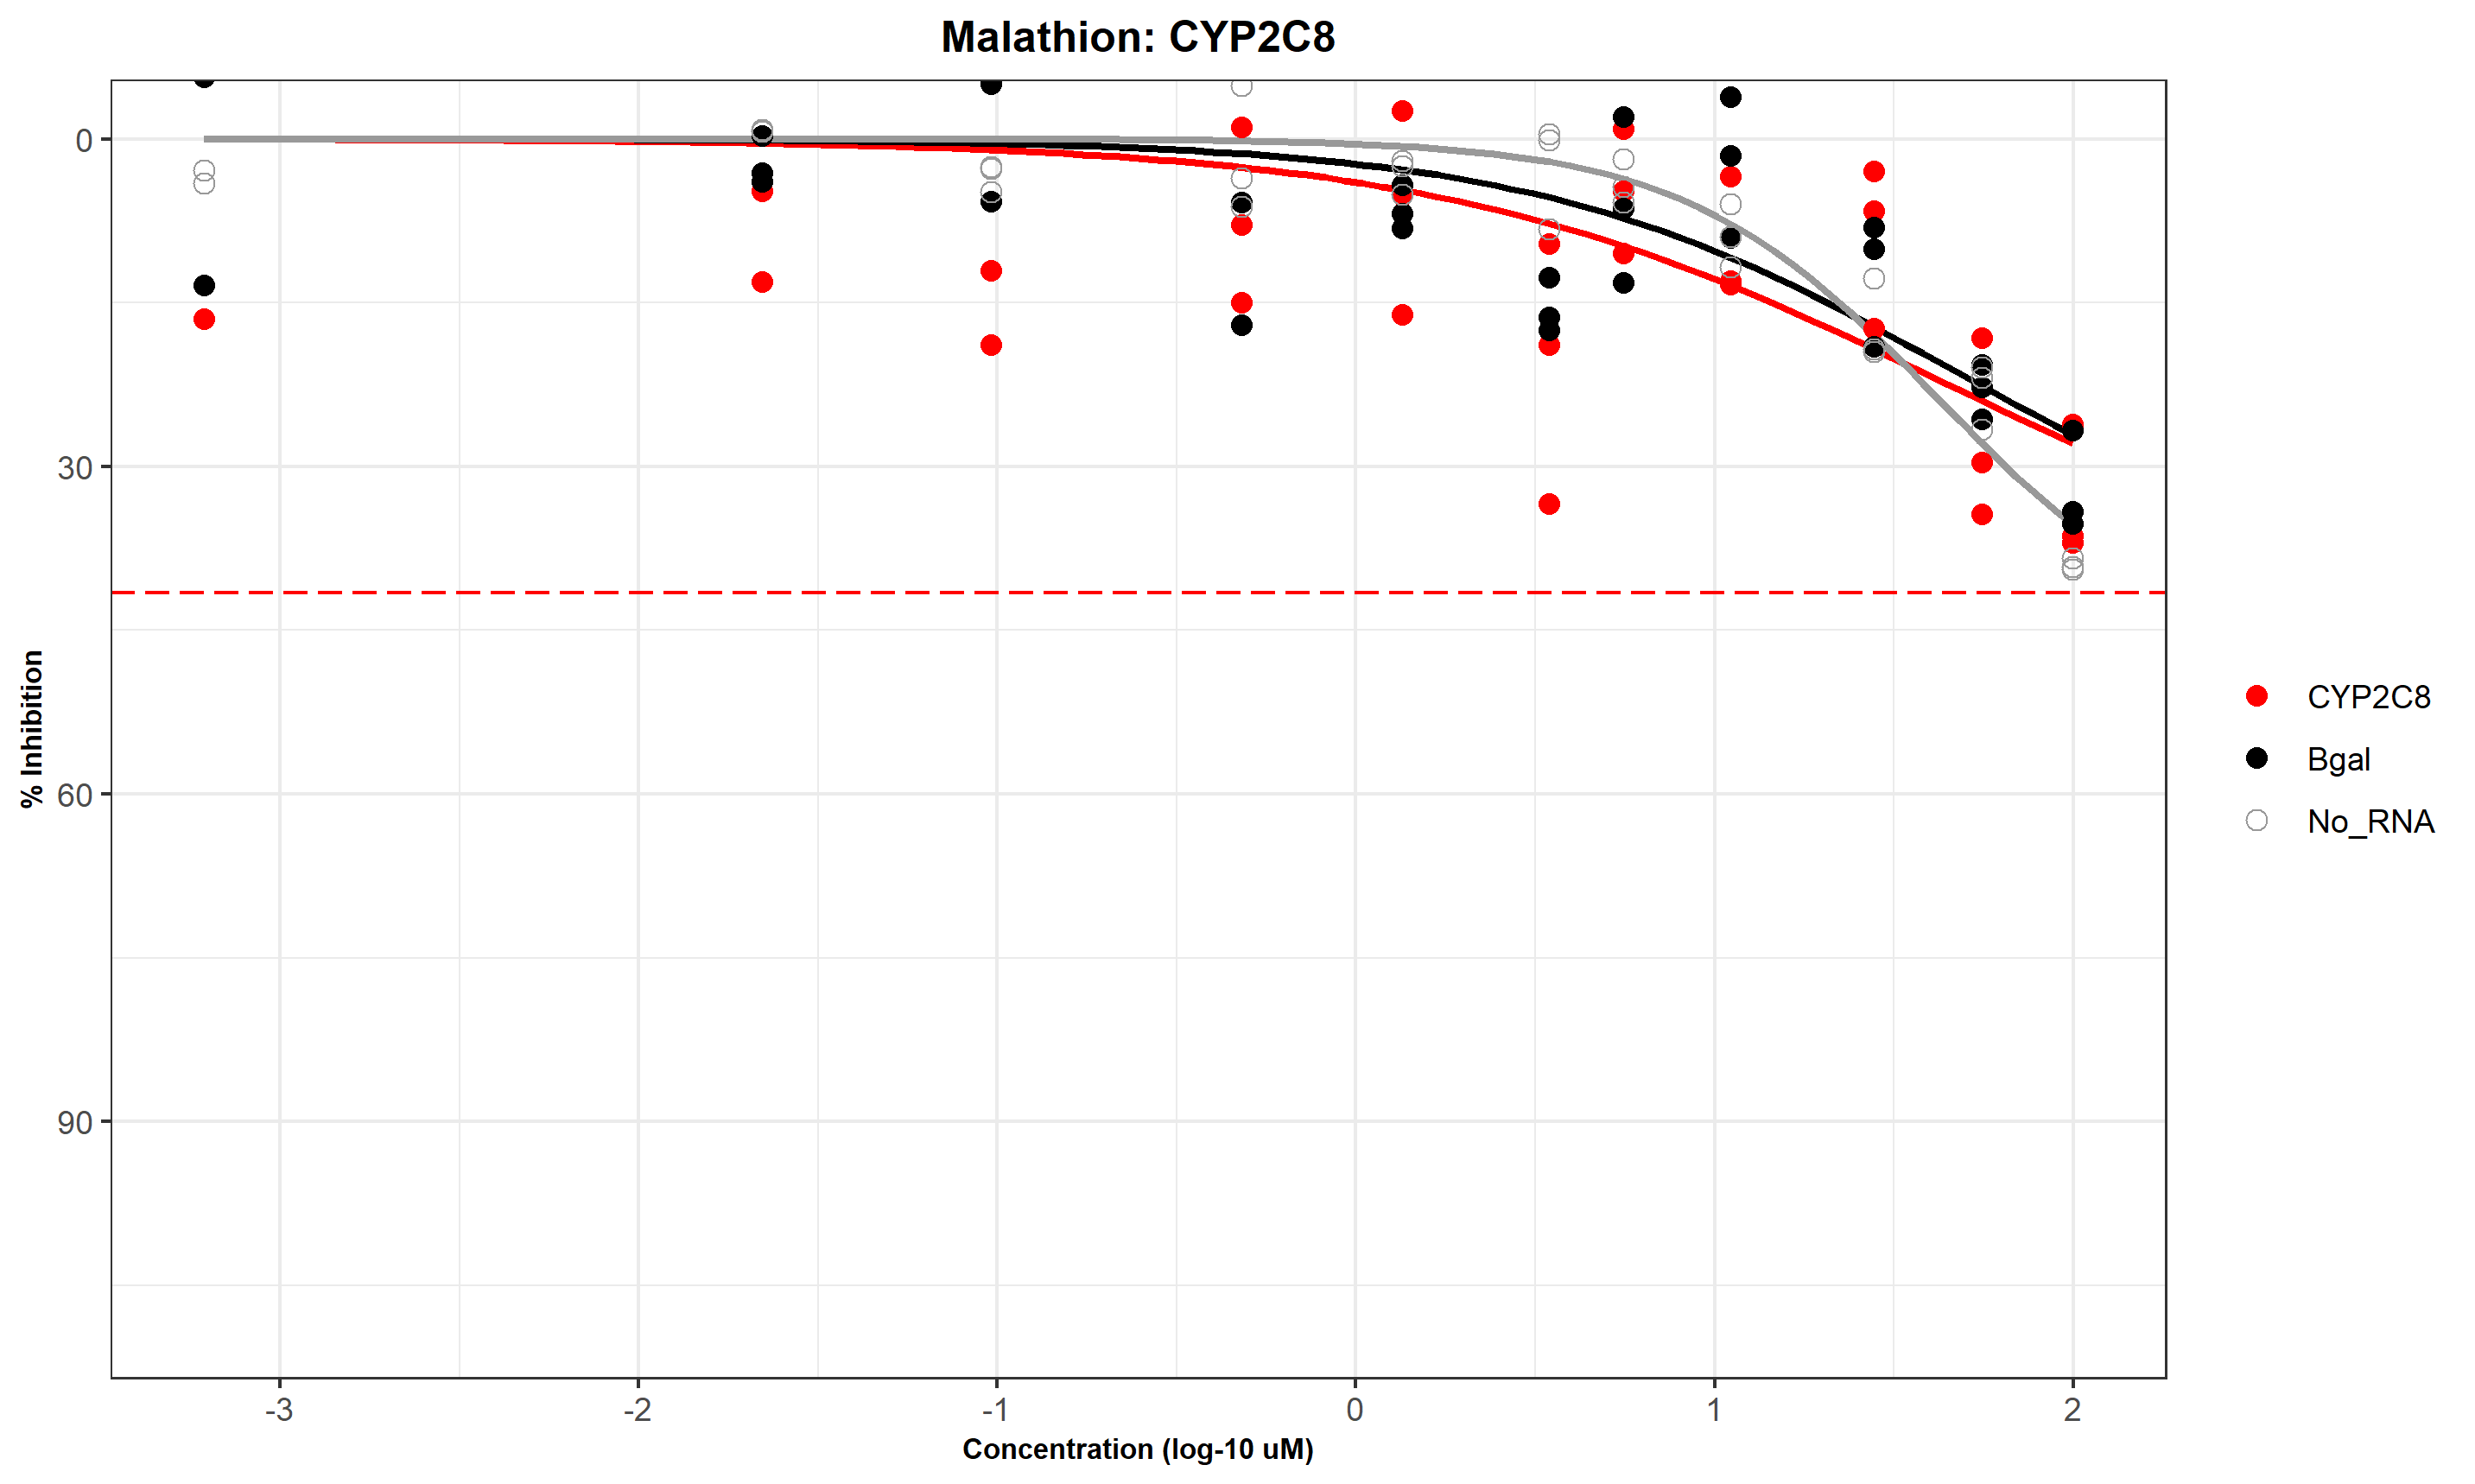 Malathion: CYP2C8
% Inhibition
0
30
60
90
-3
-2
-1
0
1
2
Concentration (log-10 uM)
CYP2C8
Bgal
No_RNA